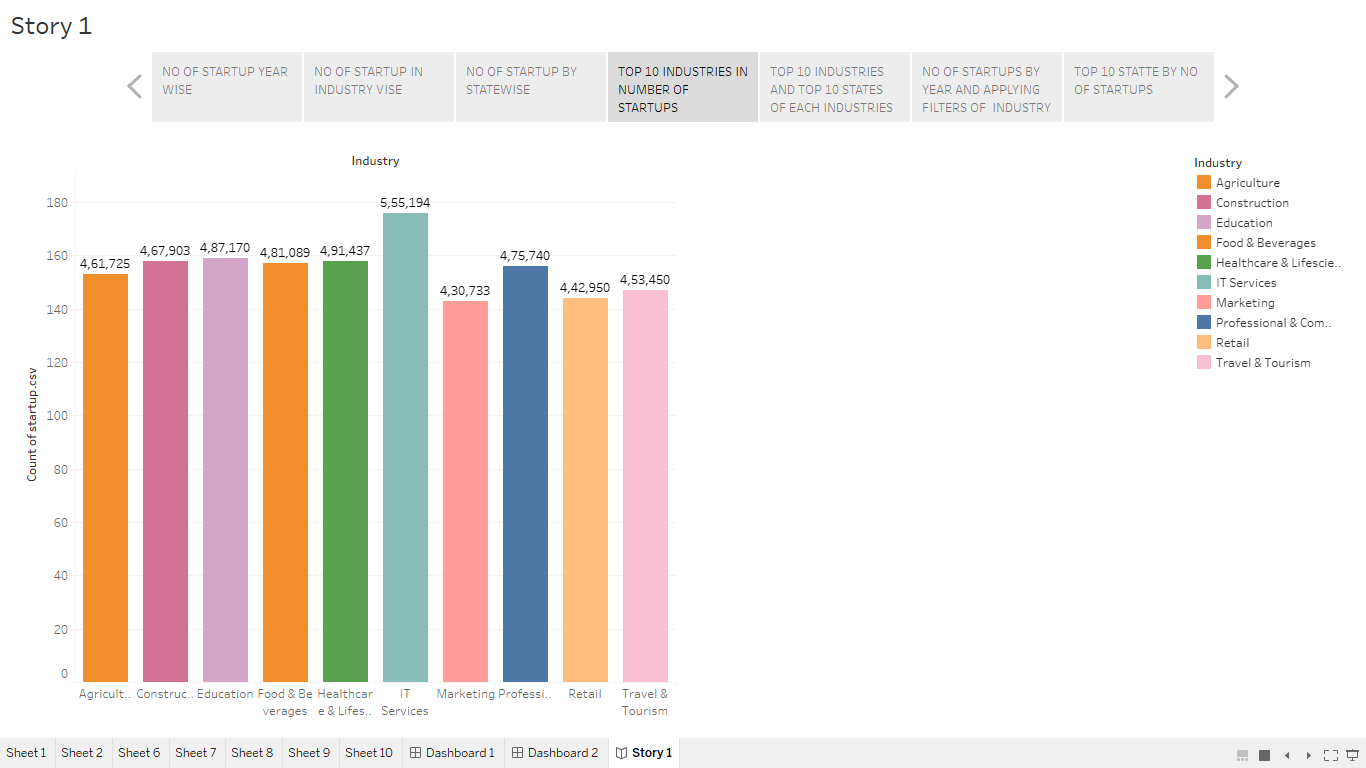 Story 1
NO OF STARTUP YEAR
WISE
NO OF STARTUP IN
INDUSTRY VISE
NO OF STARTUP BY
STATEWISE
TOP 10 INDUSTRIES IN
NUMBER OF
STARTUPS
TOP 10 INDUSTRIES
AND TOP 10 STATES
OF EACH INDUSTRIES
NO OF STARTUPS BY
YEAR AND APPLYING
FILTERS OF INDUSTRY
TOP 10 STATTE BY NO
OF STARTUPS
Industry
Count of startup.csv
180
160
140
120
100
80
60
40
20
0
4,61,725
4,67,903
4,87,170
4,81,089
4,91,437
5,55,194
4,30,733
4,75,740
4,42,950
4,53,450
Agricult..
Construc..
Education
Food & Be
verages
Healthcar
e & Lifes..
IT
Services
Marketing
Professi..
Retail
Travel &
Tourism
Industry
Agriculture
Construction
Education
Food & Beverages
Healthcare & Lifescie..
IT Services
Marketing
Professional & Com..
Retail
Travel & Tourism
Sheet 1
Sheet 2
Sheet 6
Sheet 7
Sheet 8
Sheet 9
Sheet 10
Dashboard 1
Dashboard 2
Story 1